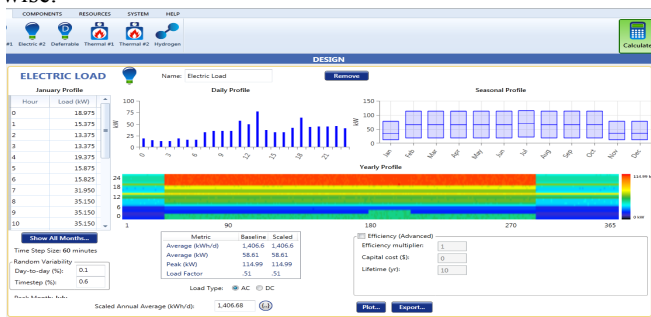 wise.
COMPONENTS RESOURCES SYSTEM HELP
#1 Electric #2 Deferrable Thermal #1 Thermal #2 Hydrogen
Calculate
DESIGN
ELECTRIC LOAD
Name: Electric Load
Remove
January Profile
Hour Load (kW)
0 18.975
1 15.375
2 13.375
3 13.375
4 19.375
5 15.875
6 15.825
7 31.950
8 35.150
9 35.150
10 35.150
Show All Months...
Time Step Size: 60 minutes
Random Variability
Day-to-day (%): 0.1
Timestep (%): 0.6
Peak Month: July
Daily Profile
kW
100
75
50
25
0
0 3 6 9 12 15 18 21
Seasonal Profile
kW
150
100
50
0
Jan Feb Mar Apr May Jun Jul Aug Sep Oct Nov Dec
Yearly Profile
24
18
12
6
0
1 90 180 270 365
114.99 kW
0 kW
Metric Baseline Scaled
Average (kWh/d) 1,406.6 1,406.6
Average (kW) 58.61 58.61
Peak (kW) 114.99 114.99
Load Factor .51 .51
Load Type: AC DC
Scaled Annual Average (kWh/d): 1,406.68 {..}
Efficiency (Advanced)
Efficiency multiplier: 1
Capital cost ($): 0
Lifetime (yr): 10
Plot... Export...